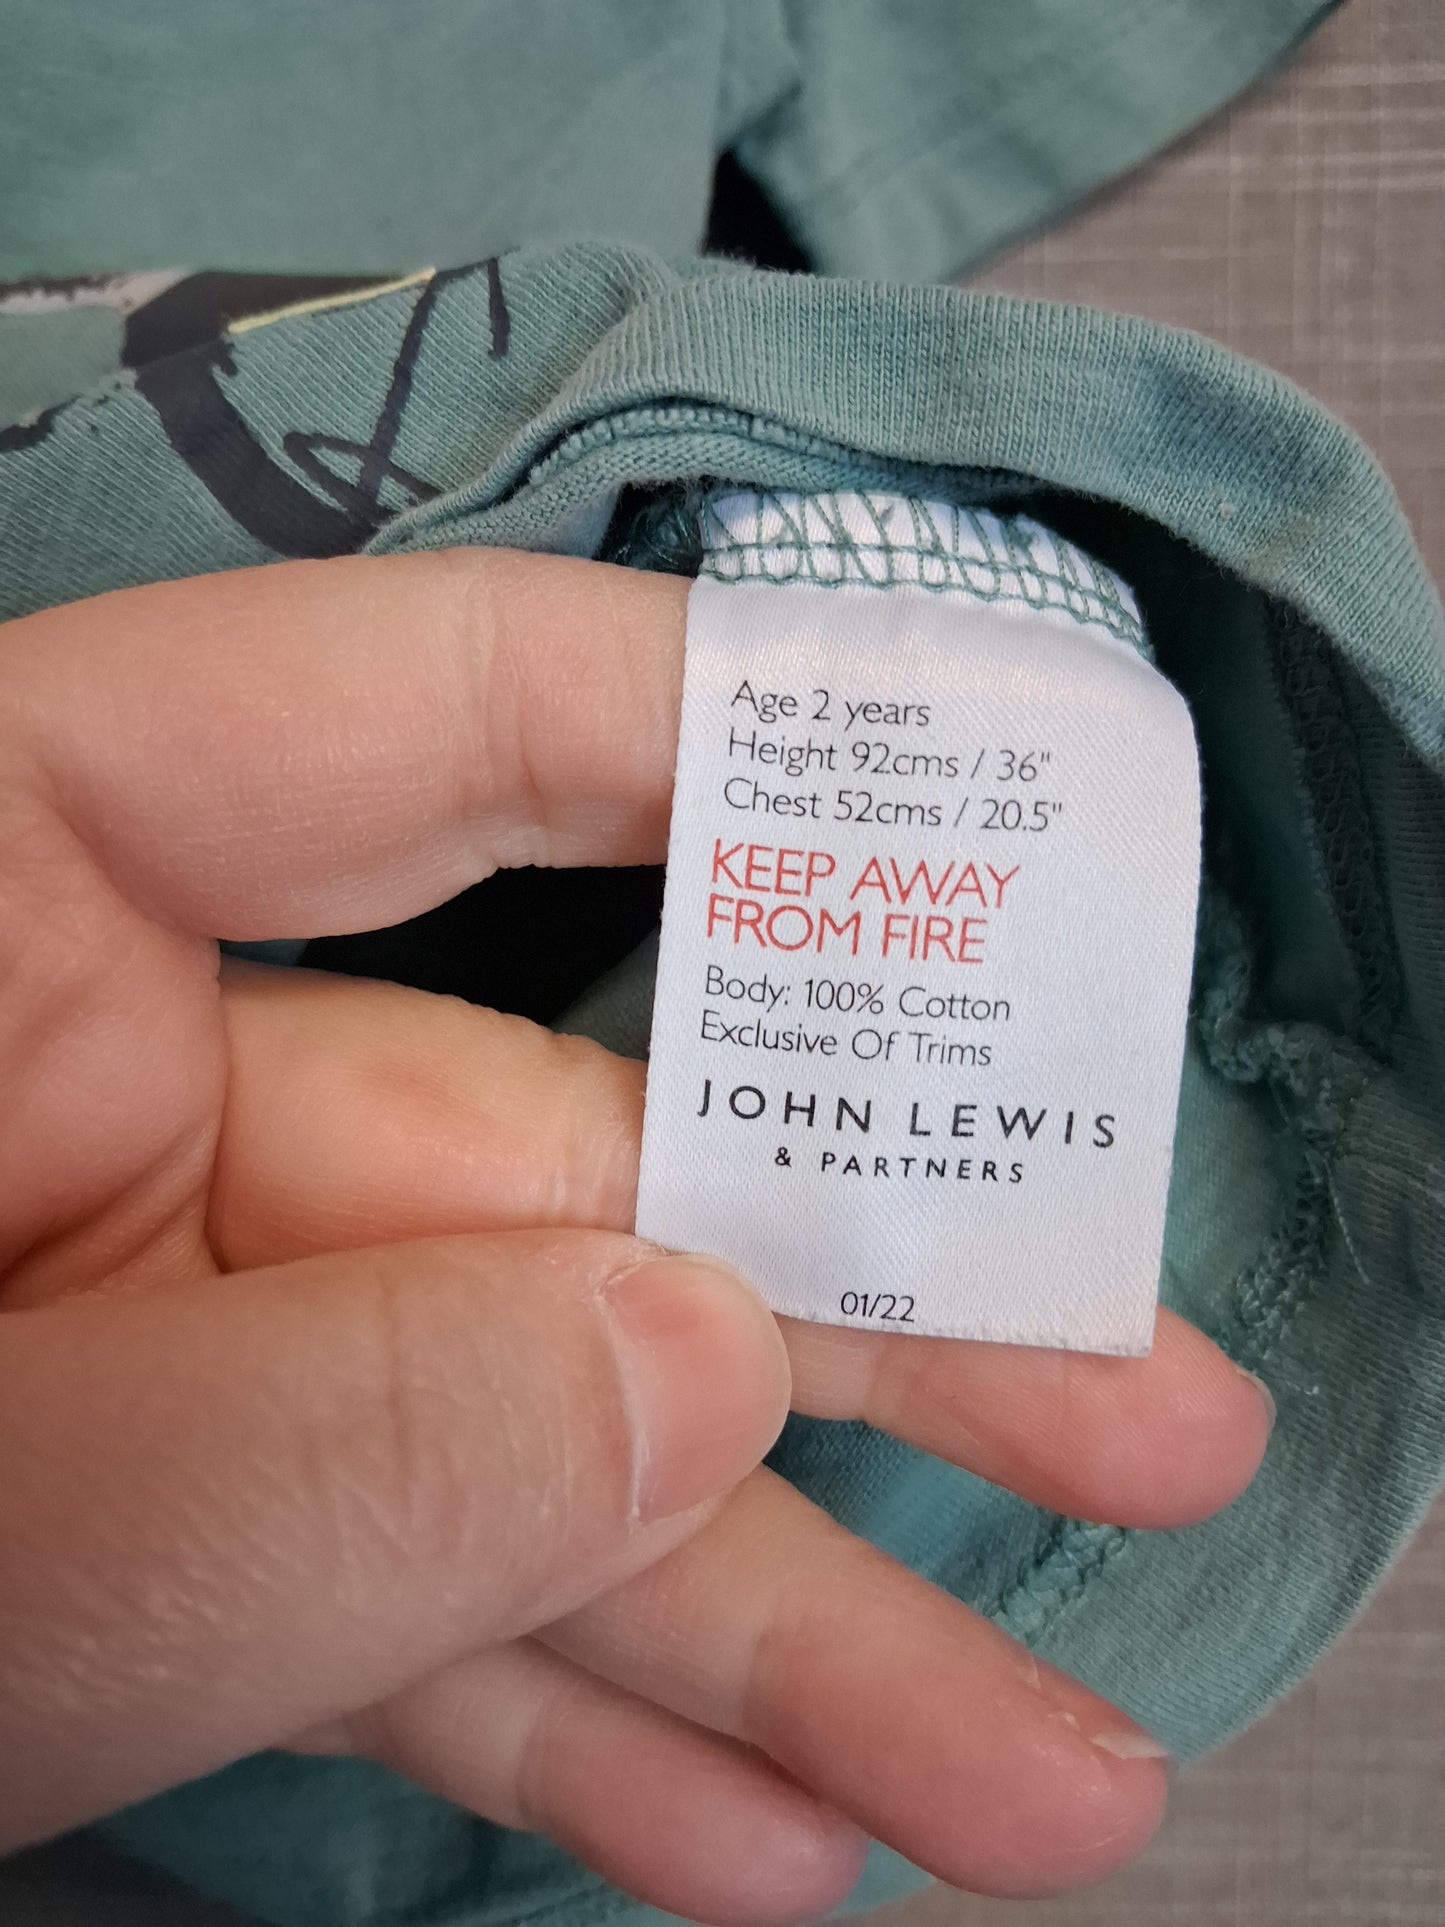 Age 2 years
Height 92cms / 36"
Chest 52cms / 20.5"
KEEP AWAY
FROM FIRE
Body: 100% Cotton
Exclusive Of Trims
JOHN LEWIS
& PARTNERS
01/22